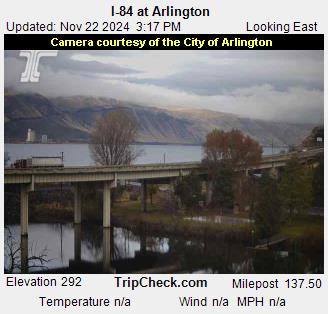 I-84 at Arlington
Updated: Nov 22 2024 3:17 PM Looking East
Camera courtesy of the City of Arlington
Elevation 292 TripCheck.com Milepost 137.50
Temperature n/a Wind n/a MPH n/a